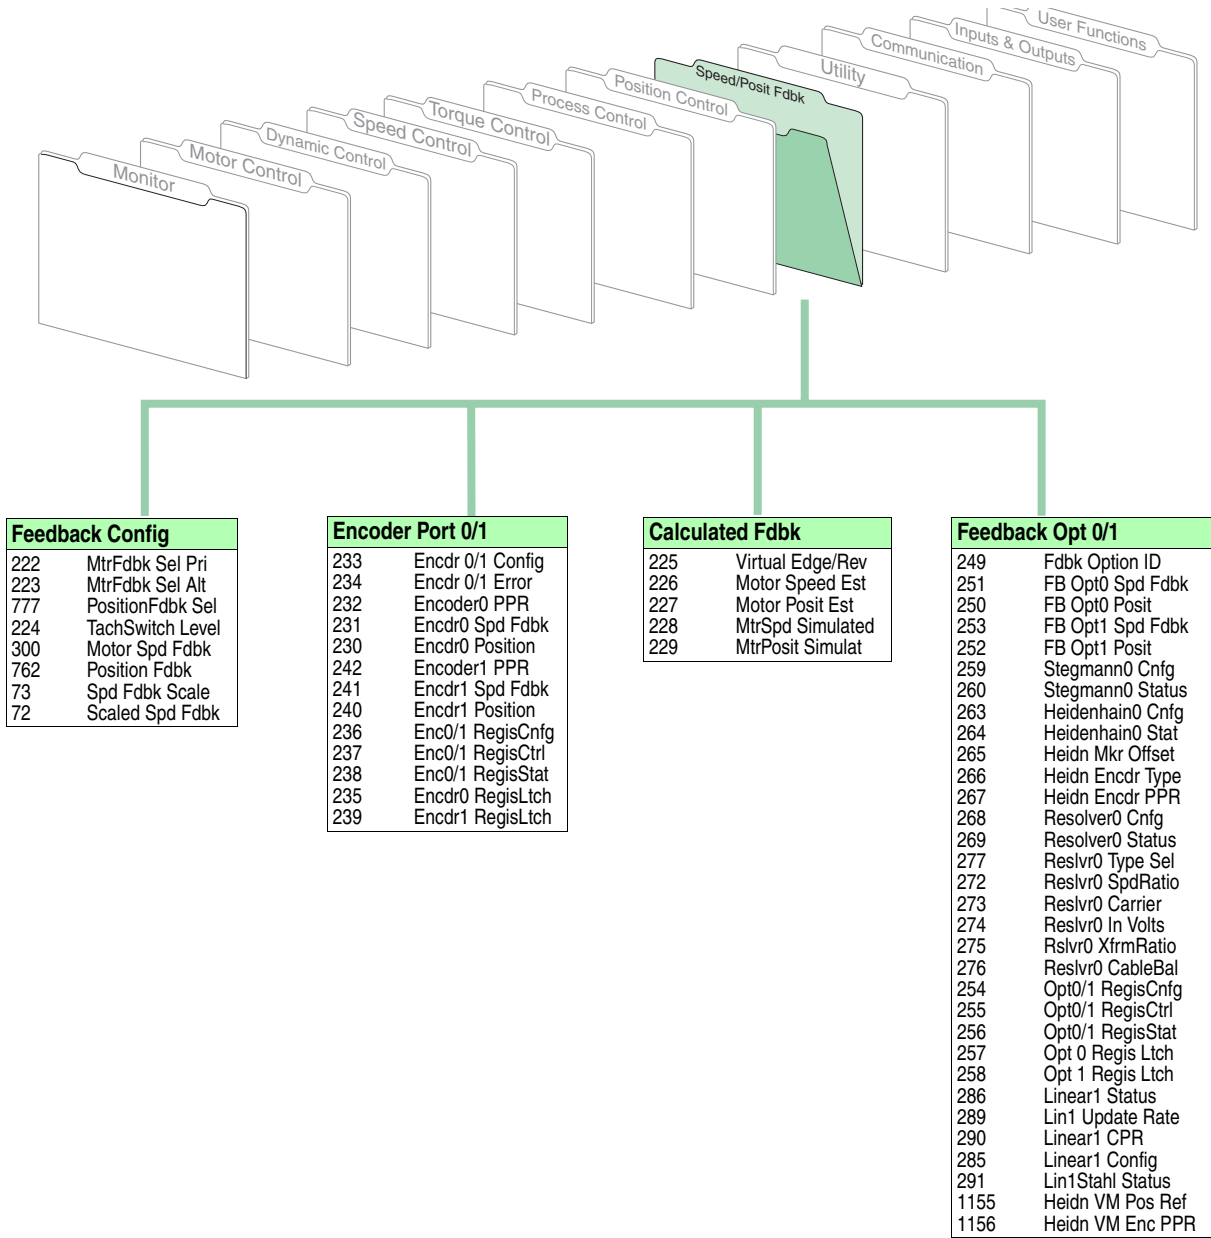 User Functions
Inputs & Outputs
Communication
Utility
Speed/Posit Fdbk
Position Control
Process Control
Torque Control
Speed Control
Dynamic Control
Motor Control
Monitor
Feedback Config
222 MtrFdbk Sel Pri
223 MtrFdbk Sel Alt
777 PositionFdbk Sel
224 TachSwitch Level
300 Motor Spd Fdbk
762 Position Fdbk
73 Spd Fdbk Scale
72 Scaled Spd Fdbk
Encoder Port 0/1
233 Encdr 0/1 Config
234 Encdr 0/1 Error
232 Encoder0 PPR
231 Encdr0 Spd Fdbk
230 Encdr0 Position
242 Encoder1 PPR
241 Encdr1 Spd Fdbk
240 Encdr1 Position
236 Enc0/1 RegisCnfg
237 Enc0/1 RegisCtrl
238 Enc0/1 RegisStat
235 Encdr0 RegisLtch
239 Encdr1 RegisLtch
Calculated Fdbk
225 Virtual Edge/Rev
226 Motor Speed Est
227 Motor Posit Est
228 MtrSpd Simulated
229 MtrPosit Simulat
Feedback Opt 0/1
249 Fdbk Option ID
251 FB Opt0 Spd Fdbk
250 FB Opt0 Posit
253 FB Opt1 Spd Fdbk
252 FB Opt1 Posit
259 Stegmann0 Cnfg
260 Stegmann0 Status
263 Heidenhain0 Cnfg
264 Heidenhain0 Stat
265 Heidn Mkr Offset
266 Heidn Encdr Type
267 Heidn Encdr PPR
268 Resolver0 Cnfg
269 Resolver0 Status
277 Reslvr0 Type Sel
272 Reslvr0 SpdRatio
273 Reslvr0 Carrier
274 Reslvr0 In Volts
275 Rslvr0 XfrmRatio
276 Reslvr0 CableBal
254 Opt0/1 RegisCnfg
255 Opt0/1 RegisCtrl
256 Opt0/1 RegisStat
257 Opt 0 Regis Ltch
258 Opt 1 Regis Ltch
286 Linear1 Status
289 Lin1 Update Rate
290 Linear1 CPR
285 Linear1 Config
291 Lin1Stahl Status
1155 Heidn VM Pos Ref
1156 Heidn VM Enc PPR